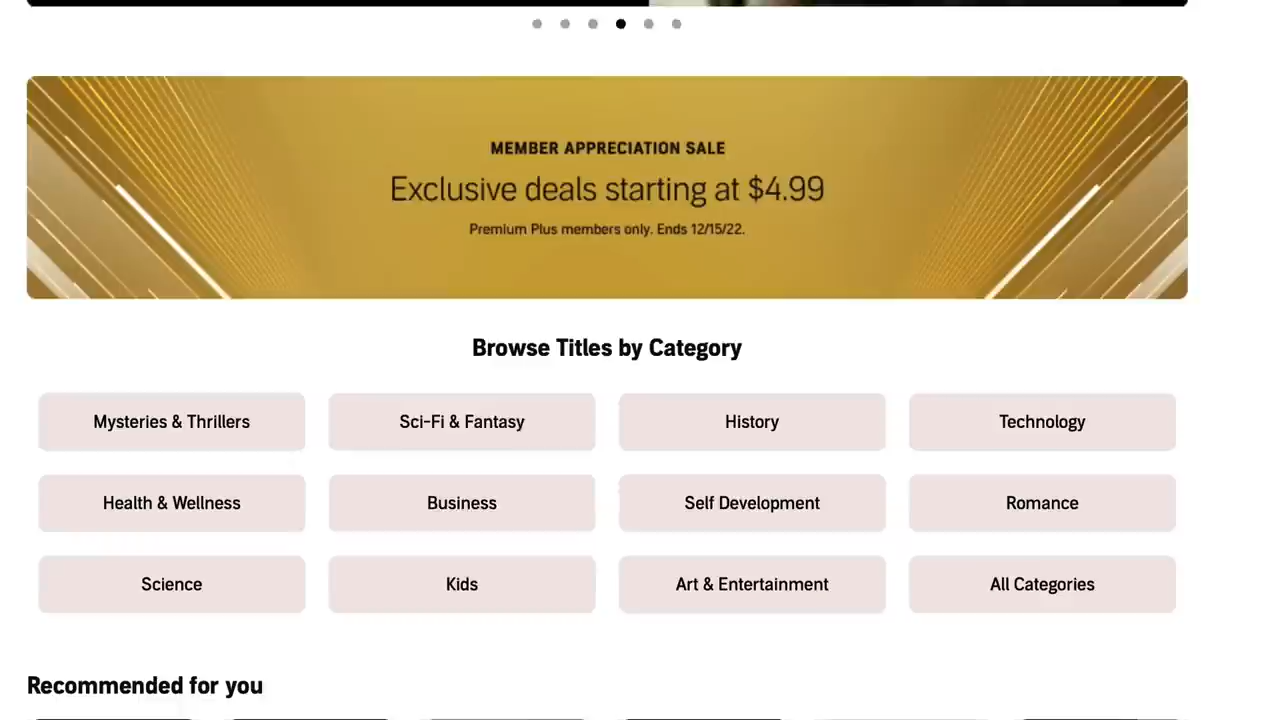 MEMBER APPRECIATION SALE
Exclusive deals starting at $4.99
Premium Plus members only. Ends 12/15/22.
Browse Titles by Category
Mysteries & Thrillers
Sci-Fi & Fantasy
History
Technology
Health & Wellness
Business
Self Development
Romance
Science
Kids
Art & Entertainment
All Categories
Recommended for you